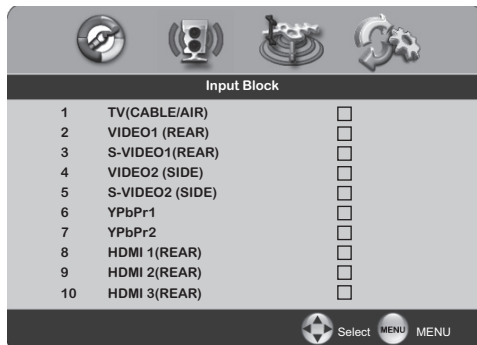 Input Block
1 TV(CABLE/AIR)
2 VIDEO1 (REAR)
3 S-VIDEO1(REAR)
4 VIDEO2 (SIDE)
5 S-VIDEO2 (SIDE)
6 YPbPr1
7 YPbPr2
8 HDMI 1(REAR)
9 HDMI 2(REAR)
10 HDMI 3(REAR)
Select MENU MENU